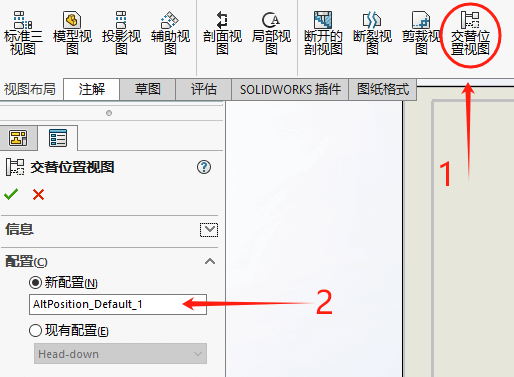 标准三
视图
模型视
图
投影视
图
辅助视
图
剖面视
图
局部视
图
断开的
剖视图
断裂视
图
剪裁视
图
交替位
置视图
视图布局 注解 草图 评估 SOLIDWORKS 插件 图纸格式
1
交替位置视图
信息
配置(C)
新配置(N)
AltPosition_Default_1
2
现有配置(E)
Head-down